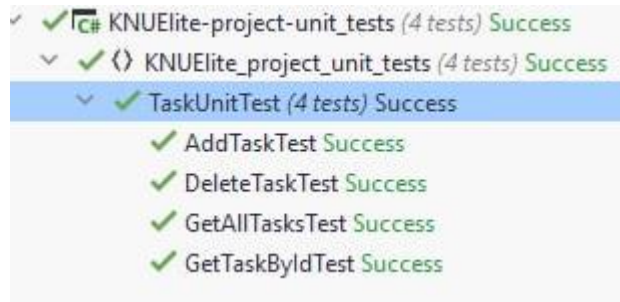 C# KNUElite-project-unit_tests (4 tests) Success
KNUElite_project_unit_tests (4 tests) Success
TaskUnitTest (4 tests) Success
AddTaskTest Success
DeleteTaskTest Success
GetAllTasksTest Success
GetTaskByIdTest Success